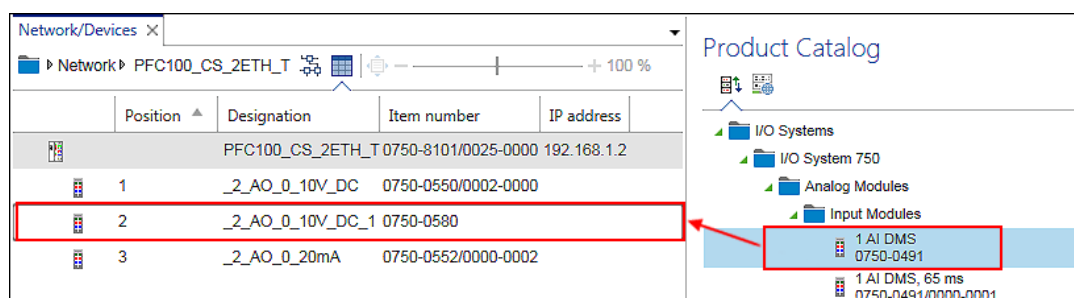 Network/Devices ×
Network PFC100_CS_2ETH_T 100 %
Position Designation Item number IP address
PFC100_CS_2ETH_T 0750-8101/0025-0000 192.168.1.2
1 _2_AO_0_10V_DC 0750-0550/0002-0000
2 _2_AO_0_10V_DC_1 0750-0580
3 _2_AO_0_20mA 0750-0552/0000-0002
Product Catalog
I/O Systems
I/O System 750
Analog Modules
Input Modules
1 AI DMS
0750-0491
1 AI DMS, 65 ms
0750-0491/0000-0001